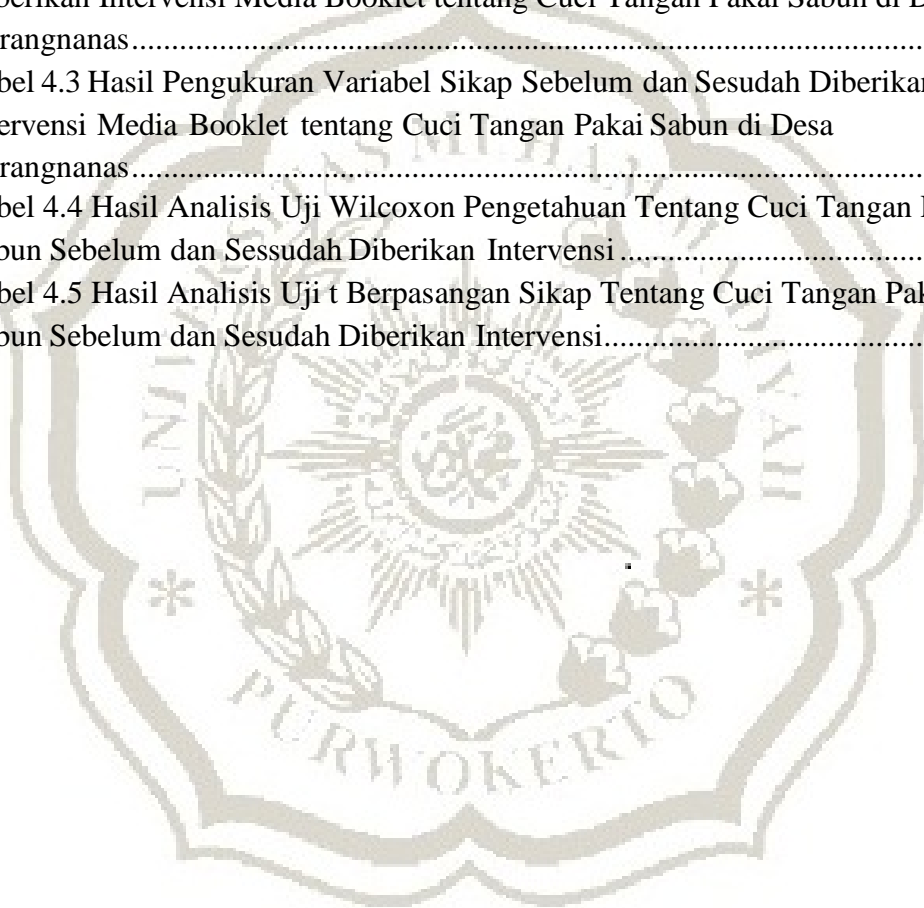 berikan Intervensi Media Booklet tentang Cuci Tangan Pakai Sabun di D
rangnanas
bel 4.3 Hasil Pengukuran Variabel Sikap Sebelum dan Sesudah Diberikan
ervensi Media Booklet tentang Cuci Tangan Pakai Sabun di Desa
rangnanas
bel 4.4 Hasil Analisis Uji Wilcoxon Pengetahuan Tentang Cuci Tangan
bun Sebelum dan Sessudah Diberikan Intervensi
bel 4.5 Hasil Analisis Uji t Berpasangan Sikap Tentang Cuci Tangan Pak
bun Sebelum dan Sesudah Diberikan Intervensi
UNIVERSITAS MUHAMMADIYAH
PURWOKERTO